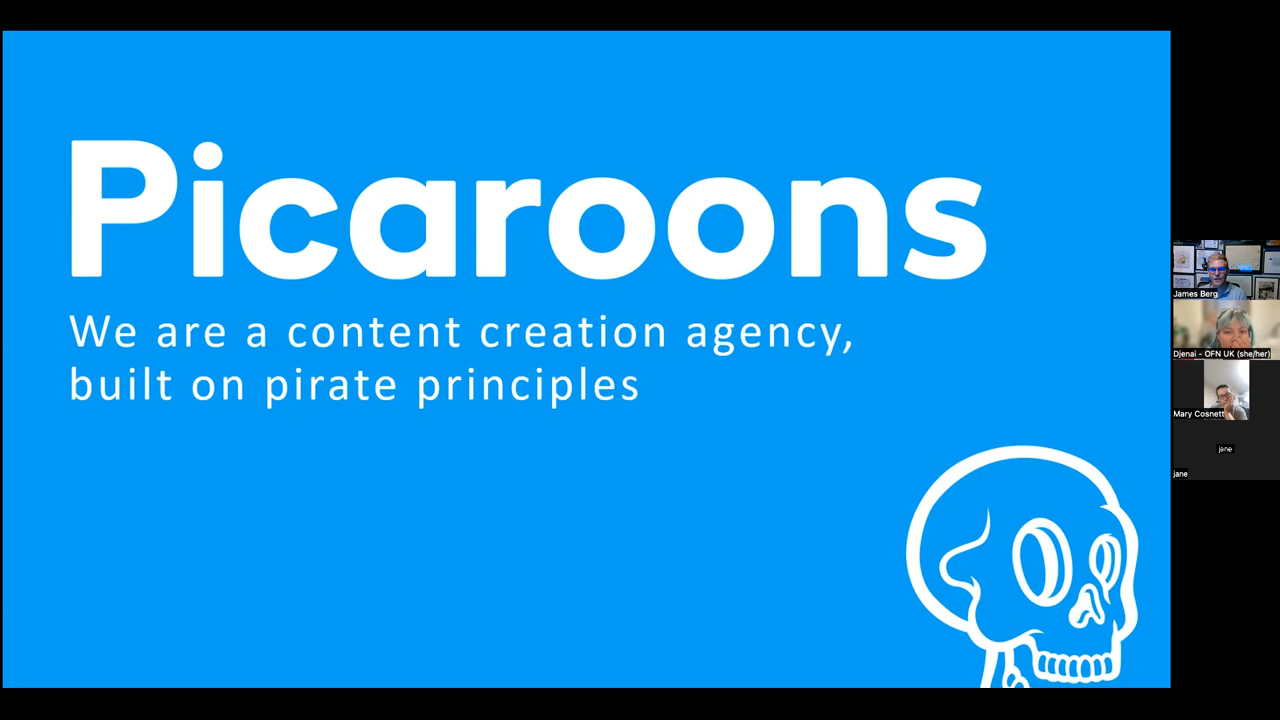 Picaroons
We are a content creation agency,
built on pirate principles
James Berg
Djenai - OFN UK (she/her)
Mary Cosnett
jane
jane